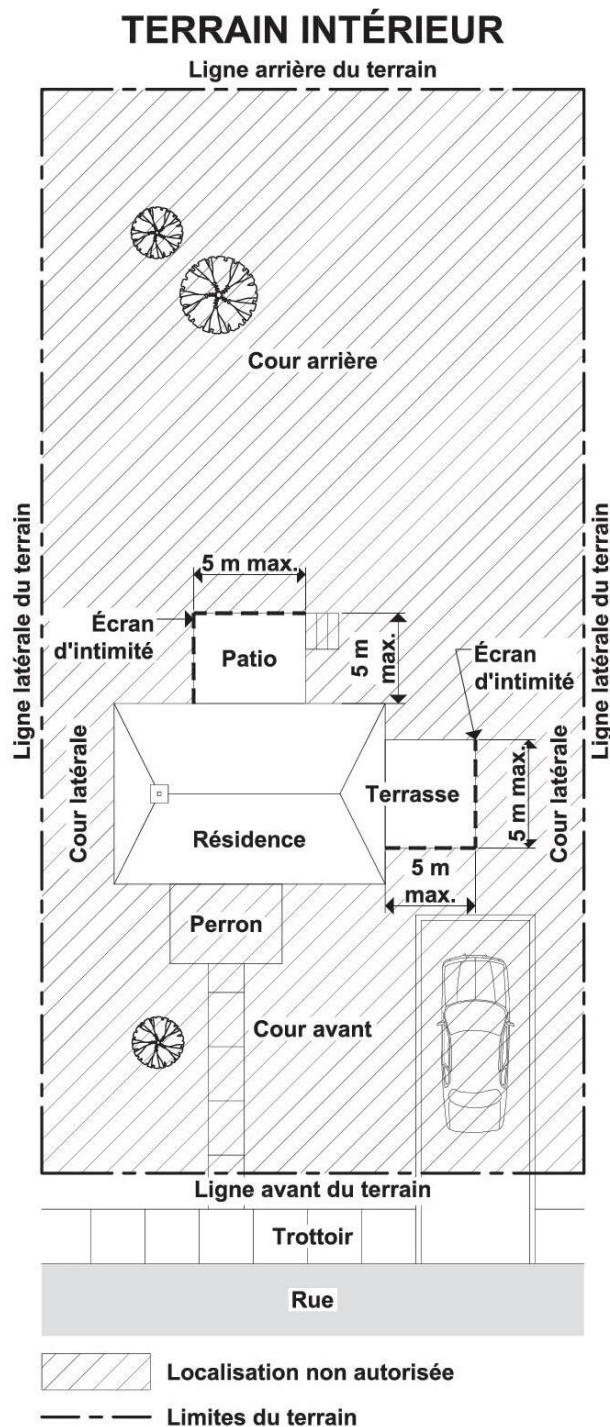 TERRAIN INTÉRIEUR
Ligne arrière du terrain
Cour arrière
Ligne latérale du terrain
Ligne latérale du terrain
5 m max.
Écran
d'intimité
Patio
5 m
max.
Écran
d'intimité
Cour latérale
Terrasse
5 m max.
Cour latérale
Résidence
5 m
max.
Perron
Cour avant
Ligne avant du terrain
Trottoir
Rue
Localisation non autorisée
Limites du terrain